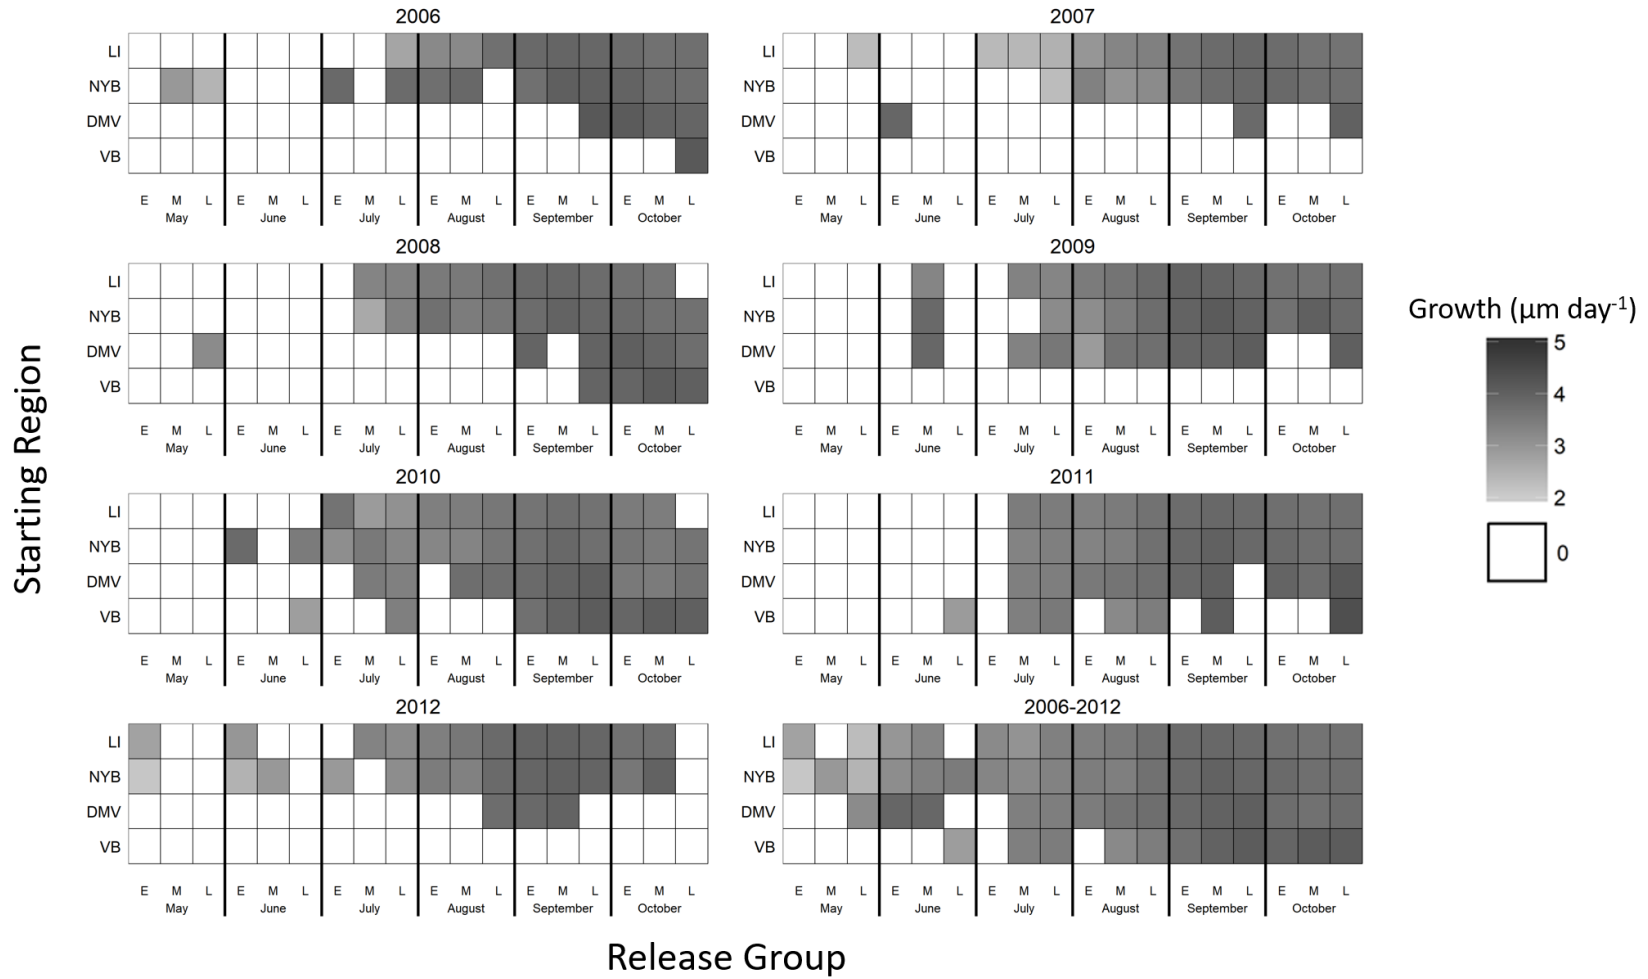 2006
LI
NYB
DMV
VB
E M L E M L E M L E M L E M L E M L
May June July August September October
2007
LI
NYB
DMV
VB
E M L E M L E M L E M L E M L E M L
May June July August September October
2008
LI
NYB
DMV
VB
E M L E M L E M L E M L E M L E M L
May June July August September October
2009
LI
NYB
DMV
VB
E M L E M L E M L E M L E M L E M L
May June July August September October
2010
LI
NYB
DMV
VB
E M L E M L E M L E M L E M L E M L
May June July August September October
2011
LI
NYB
DMV
VB
E M L E M L E M L E M L E M L E M L
May June July August September October
2012
LI
NYB
DMV
VB
E M L E M L E M L E M L E M L E M L
May June July August September October
2006-2012
LI
NYB
DMV
VB
E M L E M L E M L E M L E M L E M L
May June July August September October
Starting Region
Release Group
Growth (μm day⁻¹)
5
4
3
2
0